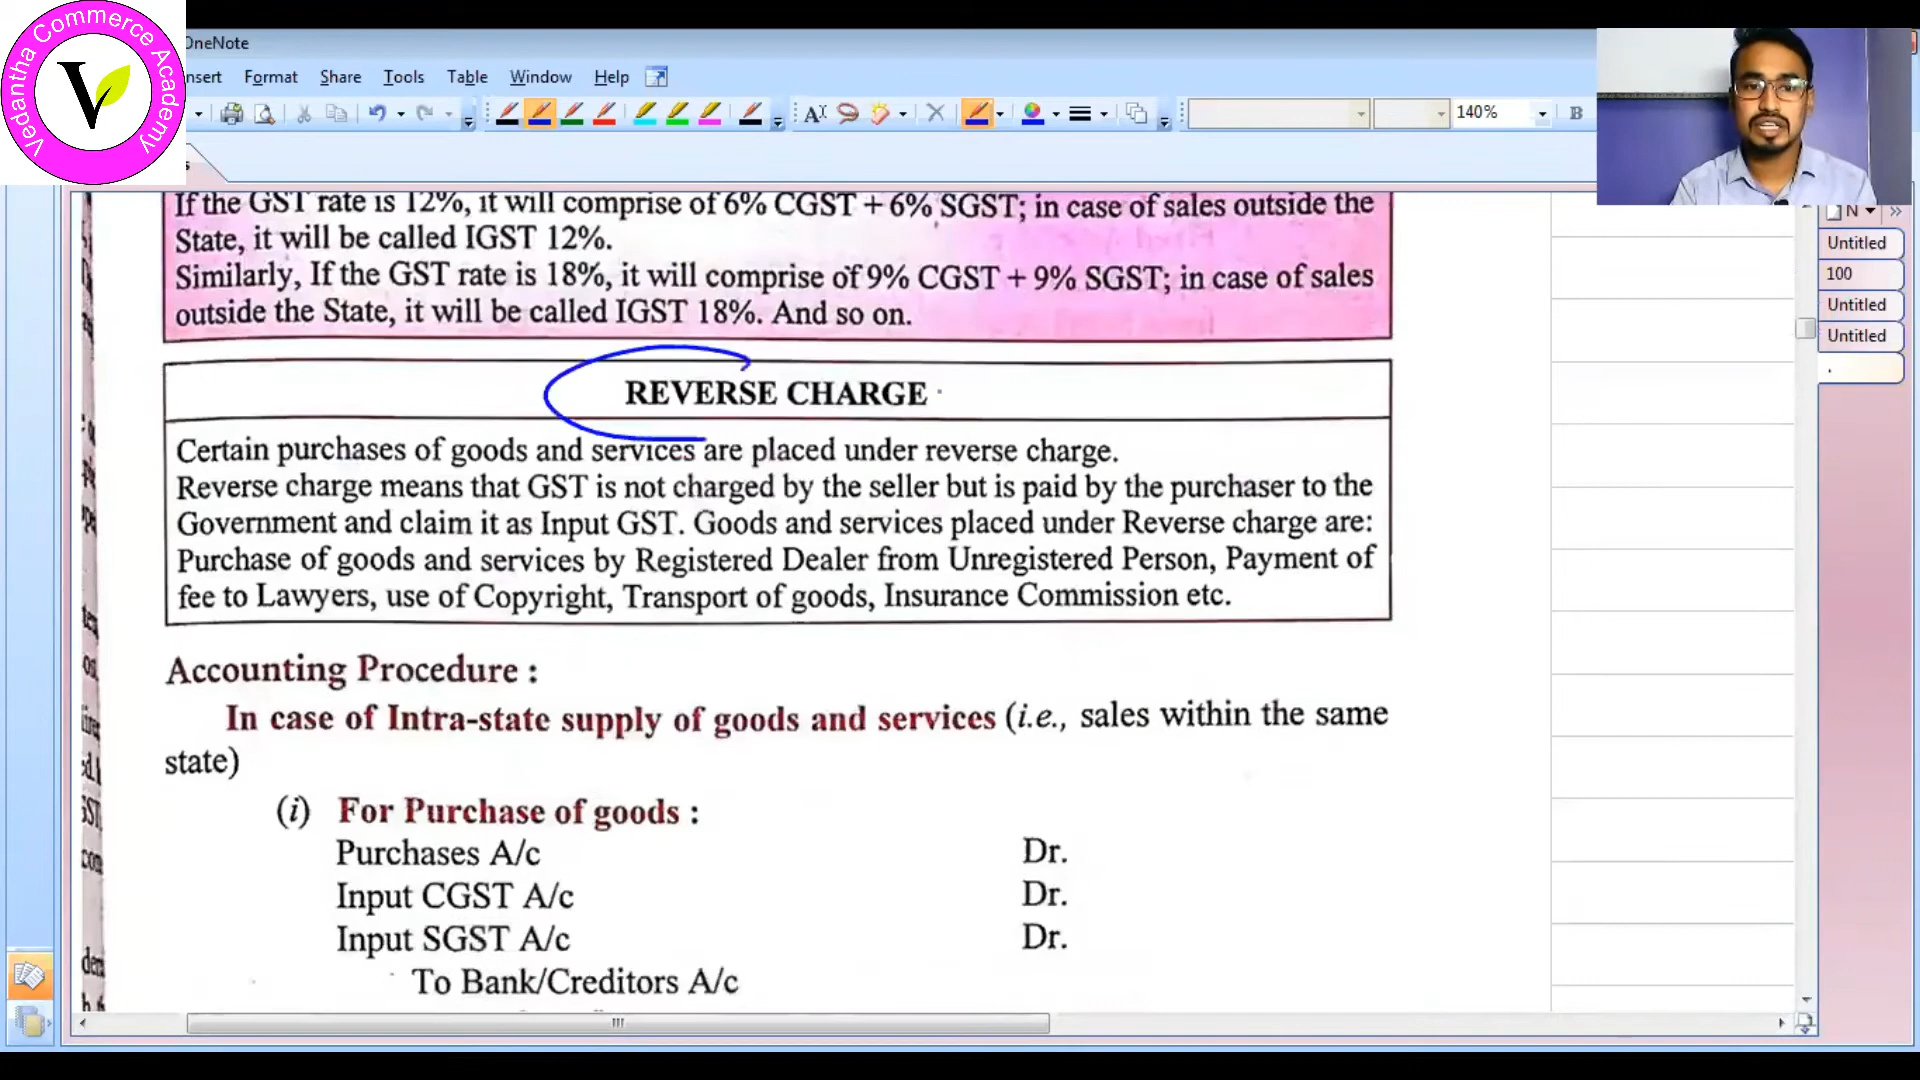 Vedantha Commerce Academy
V
OneNote
nsert Format Share Tools Table Window Help
140% B
s
If the GST rate is 12%, it will comprise of 6% CGST + 6% SGST; in case of sales outside the
State, it will be called IGST 12%.
Similarly, If the GST rate is 18%, it will comprise of 9% CGST + 9% SGST; in case of sales
outside the State, it will be called IGST 18%. And so on.
REVERSE CHARGE
Certain purchases of goods and services are placed under reverse charge.
Reverse charge means that GST is not charged by the seller but is paid by the purchaser to the
Government and claim it as Input GST. Goods and services placed under Reverse charge are:
Purchase of goods and services by Registered Dealer from Unregistered Person, Payment of
fee to Lawyers, use of Copyright, Transport of goods, Insurance Commission etc.
Accounting Procedure :
In case of Intra-state supply of goods and services (i.e., sales within the same
state)
(i) For Purchase of goods :
Purchases A/c Dr.
Input CGST A/c Dr.
Input SGST A/c Dr.
To Bank/Creditors A/c
N
Untitled
100
Untitled
Untitled
.